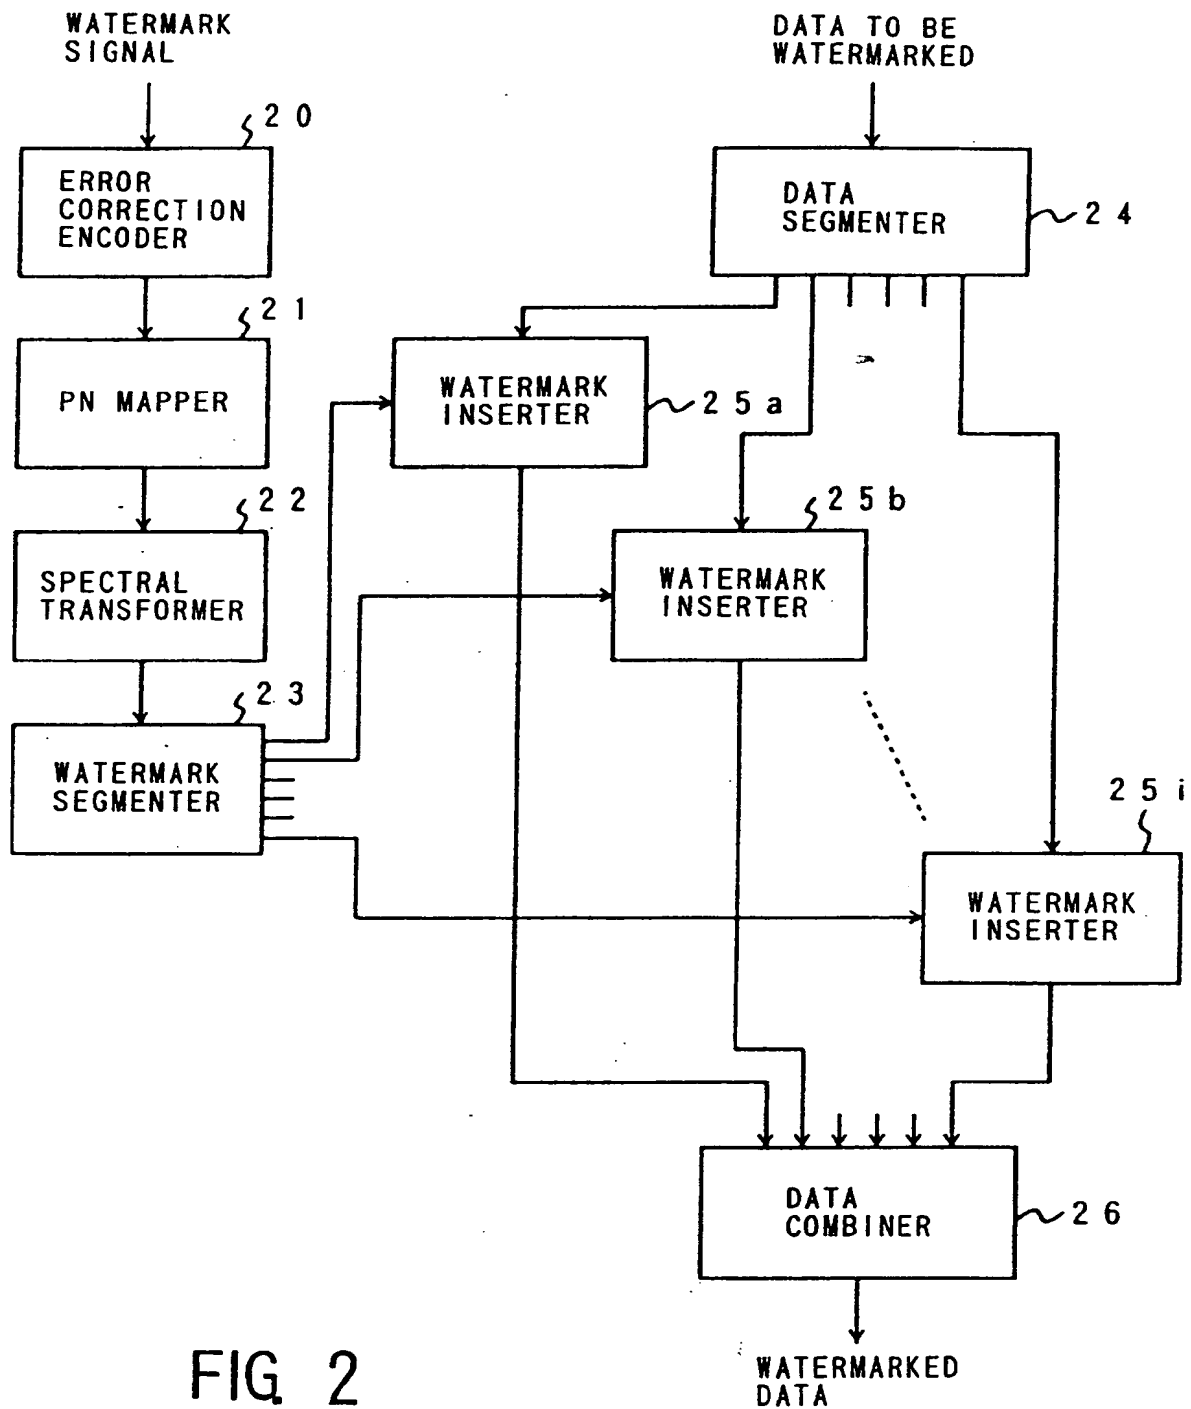 WATERMARK
SIGNAL
DATA TO BE
WATERMARKED
20
ERROR
CORRECTION
ENCODER
DATA
SEGMENTER
24
21
PN MAPPER
WATERMARK
INSERTER
25a
22
SPECTRAL
TRANSFORMER
25b
WATERMARK
INSERTER
23
WATERMARK
SEGMENTER
25i
WATERMARK
INSERTER
DATA
COMBINER
26
WATERMARKED
DATA
FIG. 2